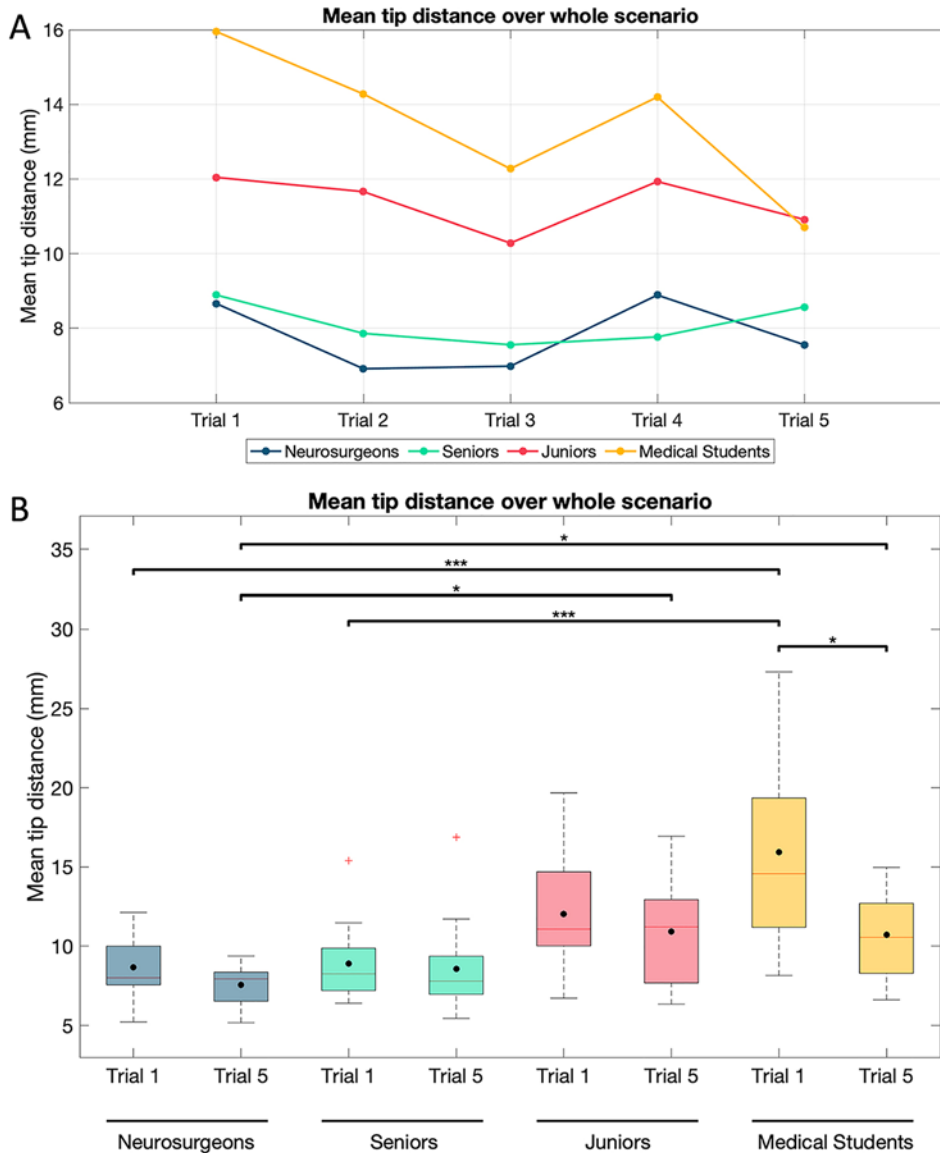 A
Mean tip distance over whole scenario
Mean tip distance (mm)
16
14
12
10
8
6
Trial 1 Trial 2 Trial 3 Trial 4 Trial 5
Neurosurgeons Seniors Juniors Medical Students
B
Mean tip distance over whole scenario
Mean tip distance (mm)
35
30
25
20
15
10
5
*
***
*
***
*
Trial 1 Trial 5 Trial 1 Trial 5 Trial 1 Trial 5 Trial 1 Trial 5
Neurosurgeons Seniors Juniors Medical Students